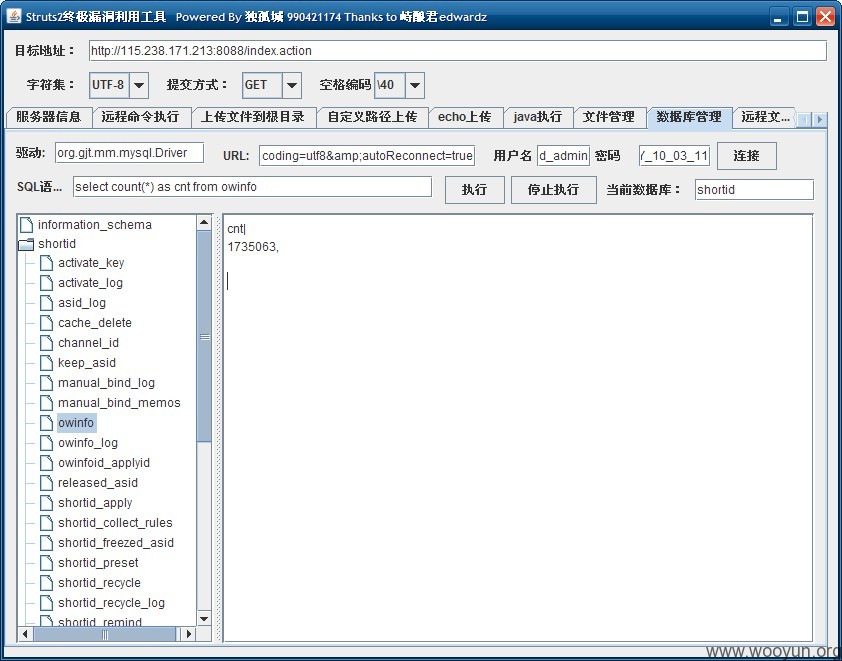 Struts2终极漏洞利用工具 Powered By 独孤城 990421174 Thanks to 峙酿君edwardz
目标地址： http://115.238.171.213:8088/index.action
字符集： UTF-8 提交方式： GET 空格编码 \40
服务器信息 远程命令执行 上传文件到根目录 自定义路径上传 echo上传 java执行 文件管理 数据库管理 远程文...
驱动: org.gjt.mm.mysql.Driver URL: coding=utf8&amp;autoReconnect=true 用户名 d_admin 密码 /_10_03_11 连接
SQL语... select count(*) as cnt from owinfo 执行 停止执行 当前数据库： shortid
information_schema
shortid
activate_key
activate_log
asid_log
cache_delete
channel_id
keep_asid
manual_bind_log
manual_bind_memos
owinfo
owinfo_log
owinfoid_applyid
released_asid
shortid_apply
shortid_collect_rules
shortid_freezed_asid
shortid_preset
shortid_recycle
shortid_recycle_log
shortid_remind
cnt|
1735063,
www.wooyun.org